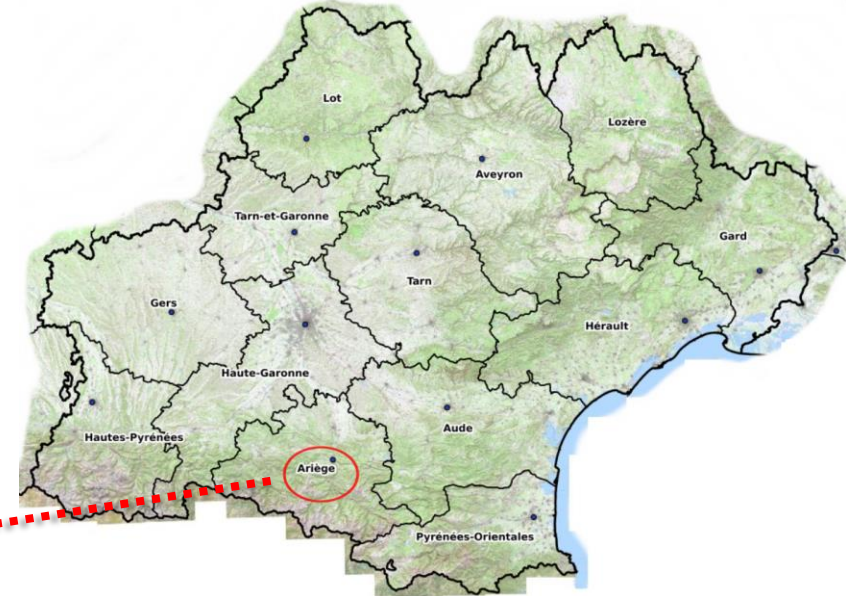 Lot
Lozère
Aveyron
Tarn-et-Garonne
Gard
Tarn
Gers
Hérault
Haute-Garonne
Aude
Hautes-Pyrénées
Ariège
Pyrénées-Orientales